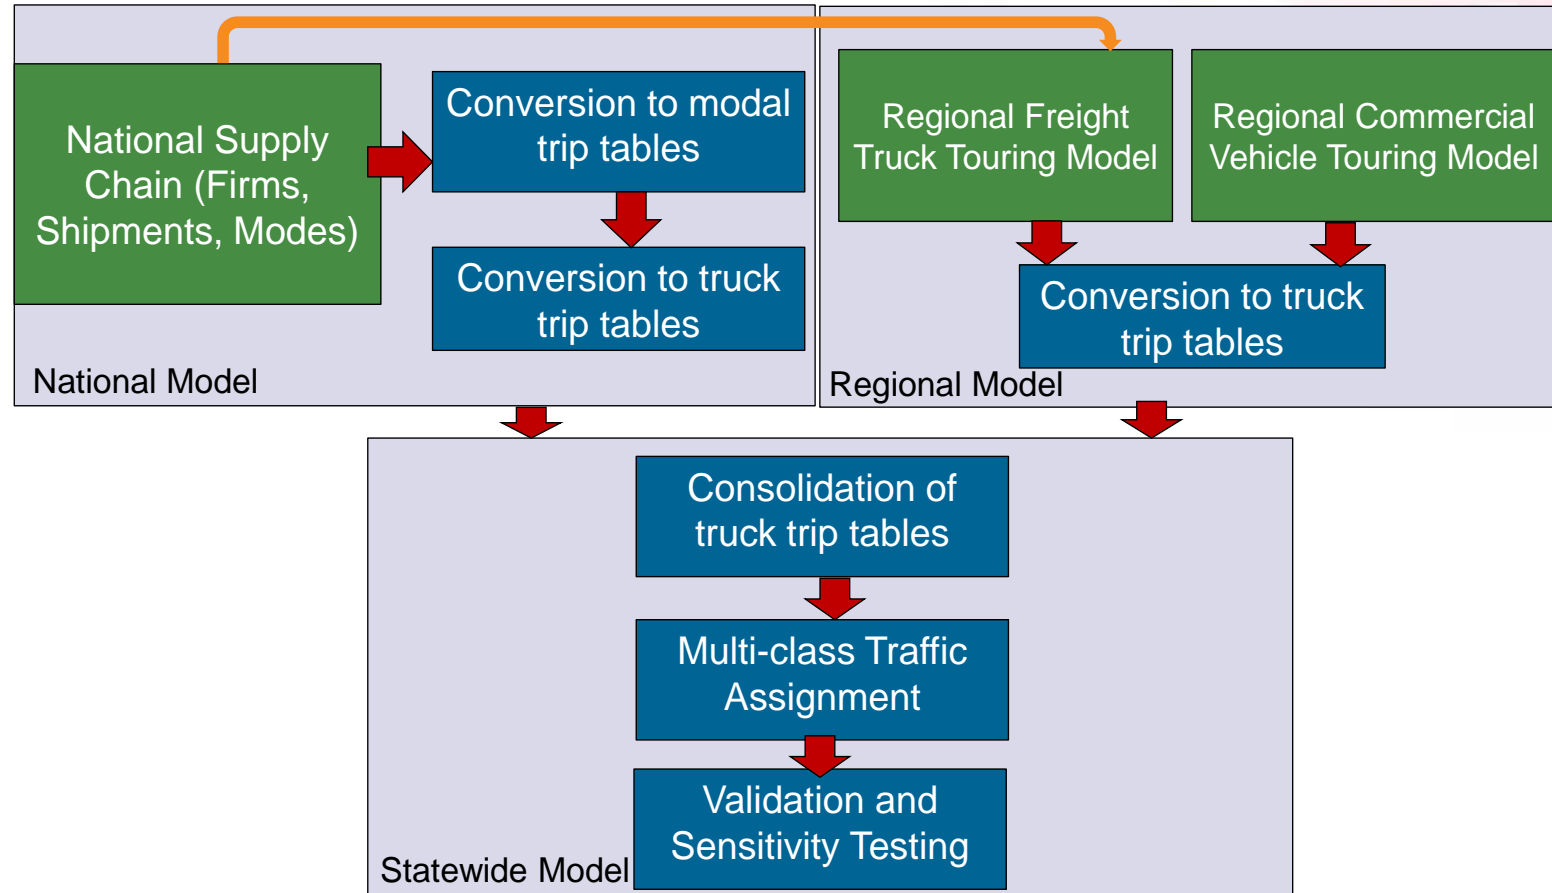 National Supply
Chain (Firms,
Shipments, Modes)
Conversion to modal
trip tables
Conversion to truck
trip tables
National Model
Regional Freight
Truck Touring Model
Regional Commercial
Vehicle Touring Model
Conversion to truck
trip tables
Regional Model
Consolidation of
truck trip tables
Multi-class Traffic
Assignment
Validation and
Sensitivity Testing
Statewide Model